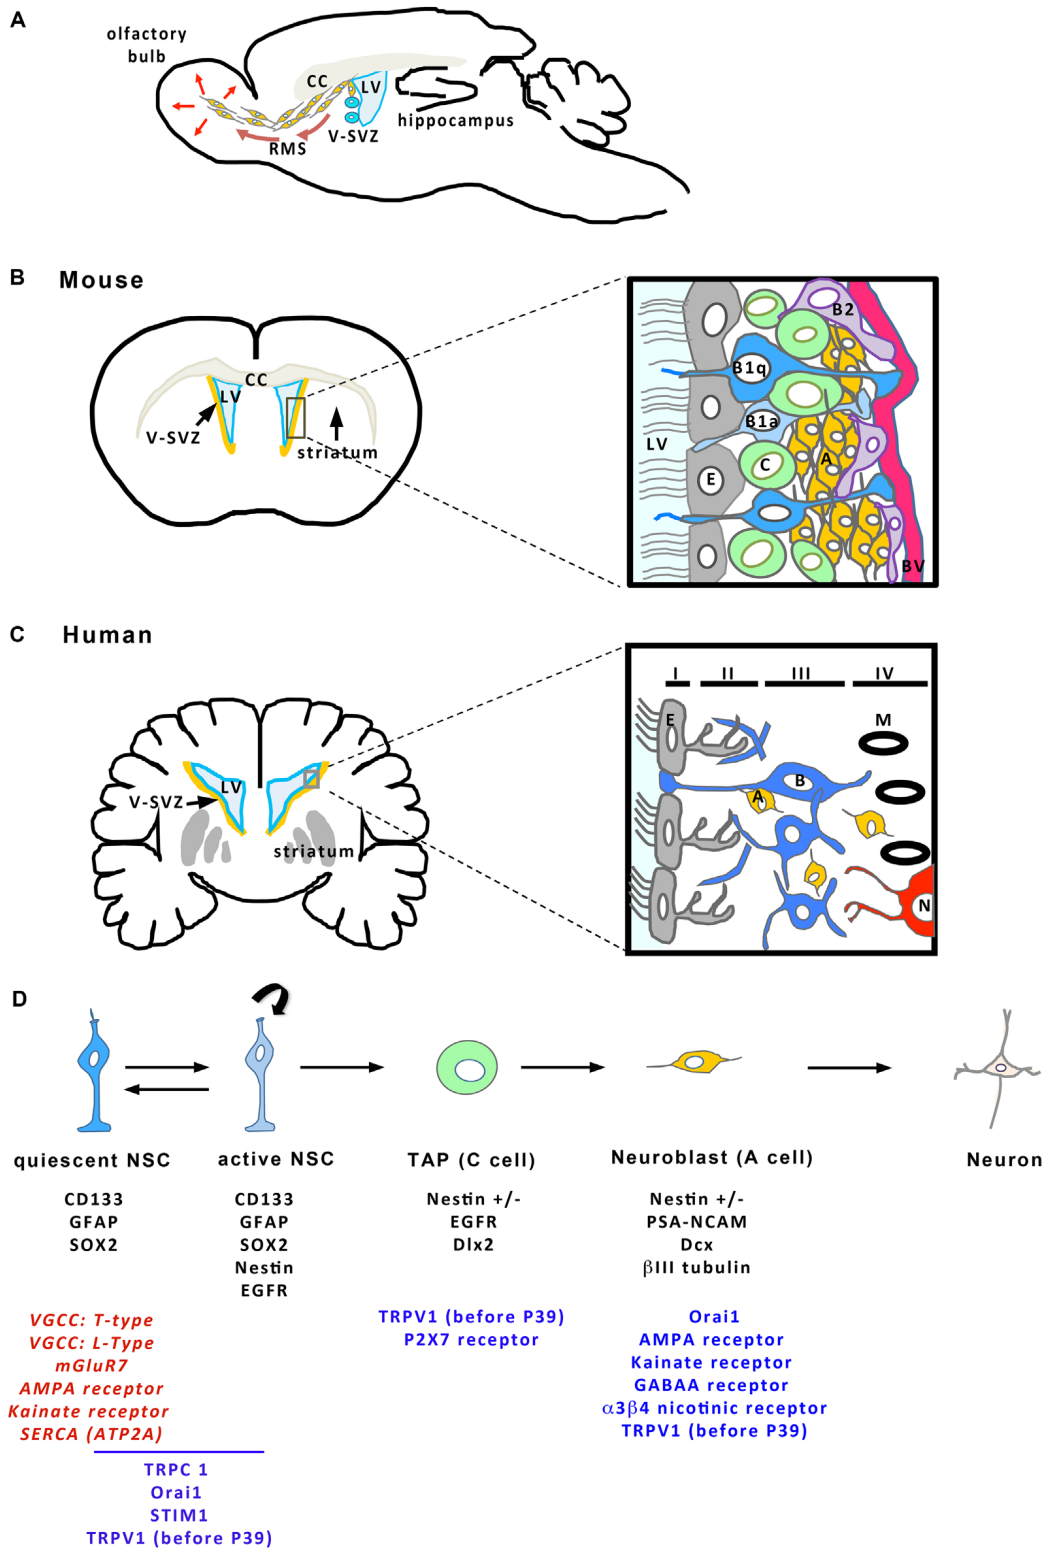 A
olfactory
bulb
CC
LV
hippocampus
V-SVZ
RMS
B
Mouse
CC
LV
V-SVZ
striatum
B2
B1q
B1a
LV
C
A
E
BV
C
Human
LV
V-SVZ
striatum
I
II
III
IV
E
M
B
A
N
D
quiescent NSC
active NSC
TAP (C cell)
Neuroblast (A cell)
Neuron
CD133
GFAP
SOX2
CD133
GFAP
SOX2
Nestin
EGFR
Nestin +/-
EGFR
Dlx2
Nestin +/-
PSA-NCAM
Dcx
βIII tubulin
VGCC: T-type
VGCC: L-Type
mGluR7
AMPA receptor
Kainate receptor
SERCA (ATP2A)
TRPC 1
Orai1
STIM1
TRPV1 (before P39)
TRPV1 (before P39)
P2X7 receptor
Orai1
AMPA receptor
Kainate receptor
GABAA receptor
α3β4 nicotinic receptor
TRPV1 (before P39)